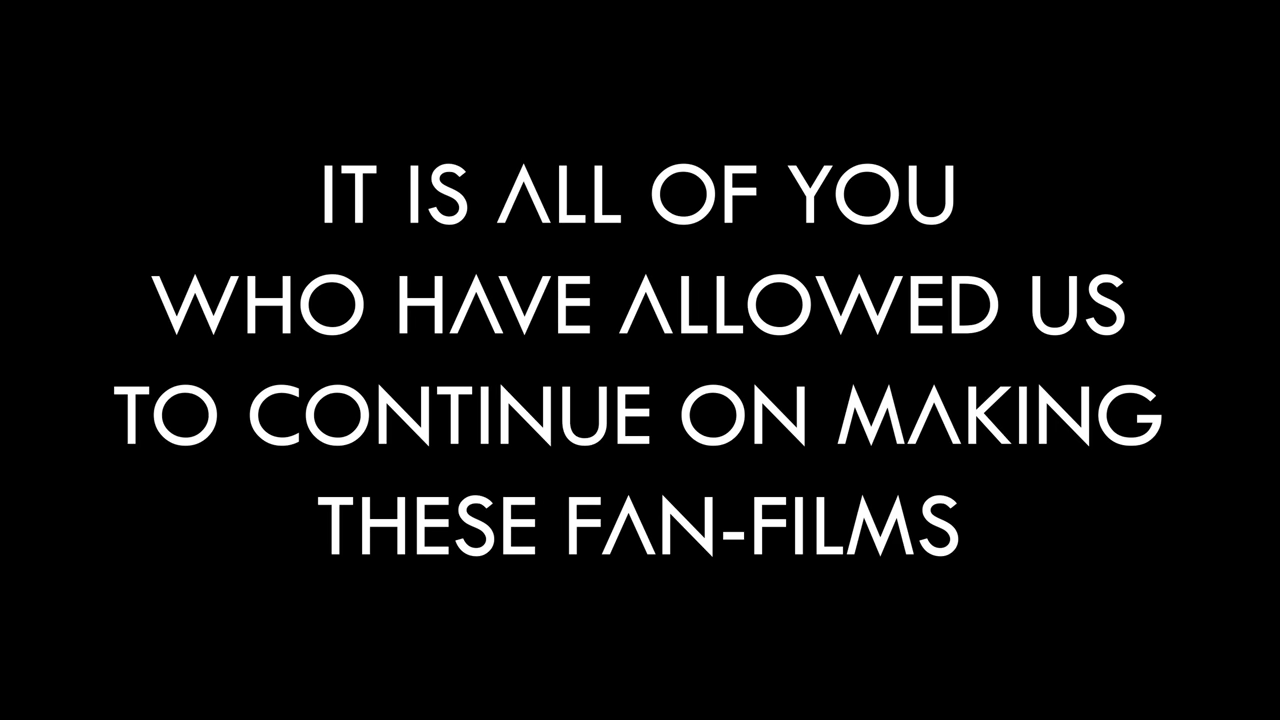 IT IS ALL OF YOU
WHO HAVE ALLOWED US
TO CONTINUE ON MAKING
THESE FAN-FILMS